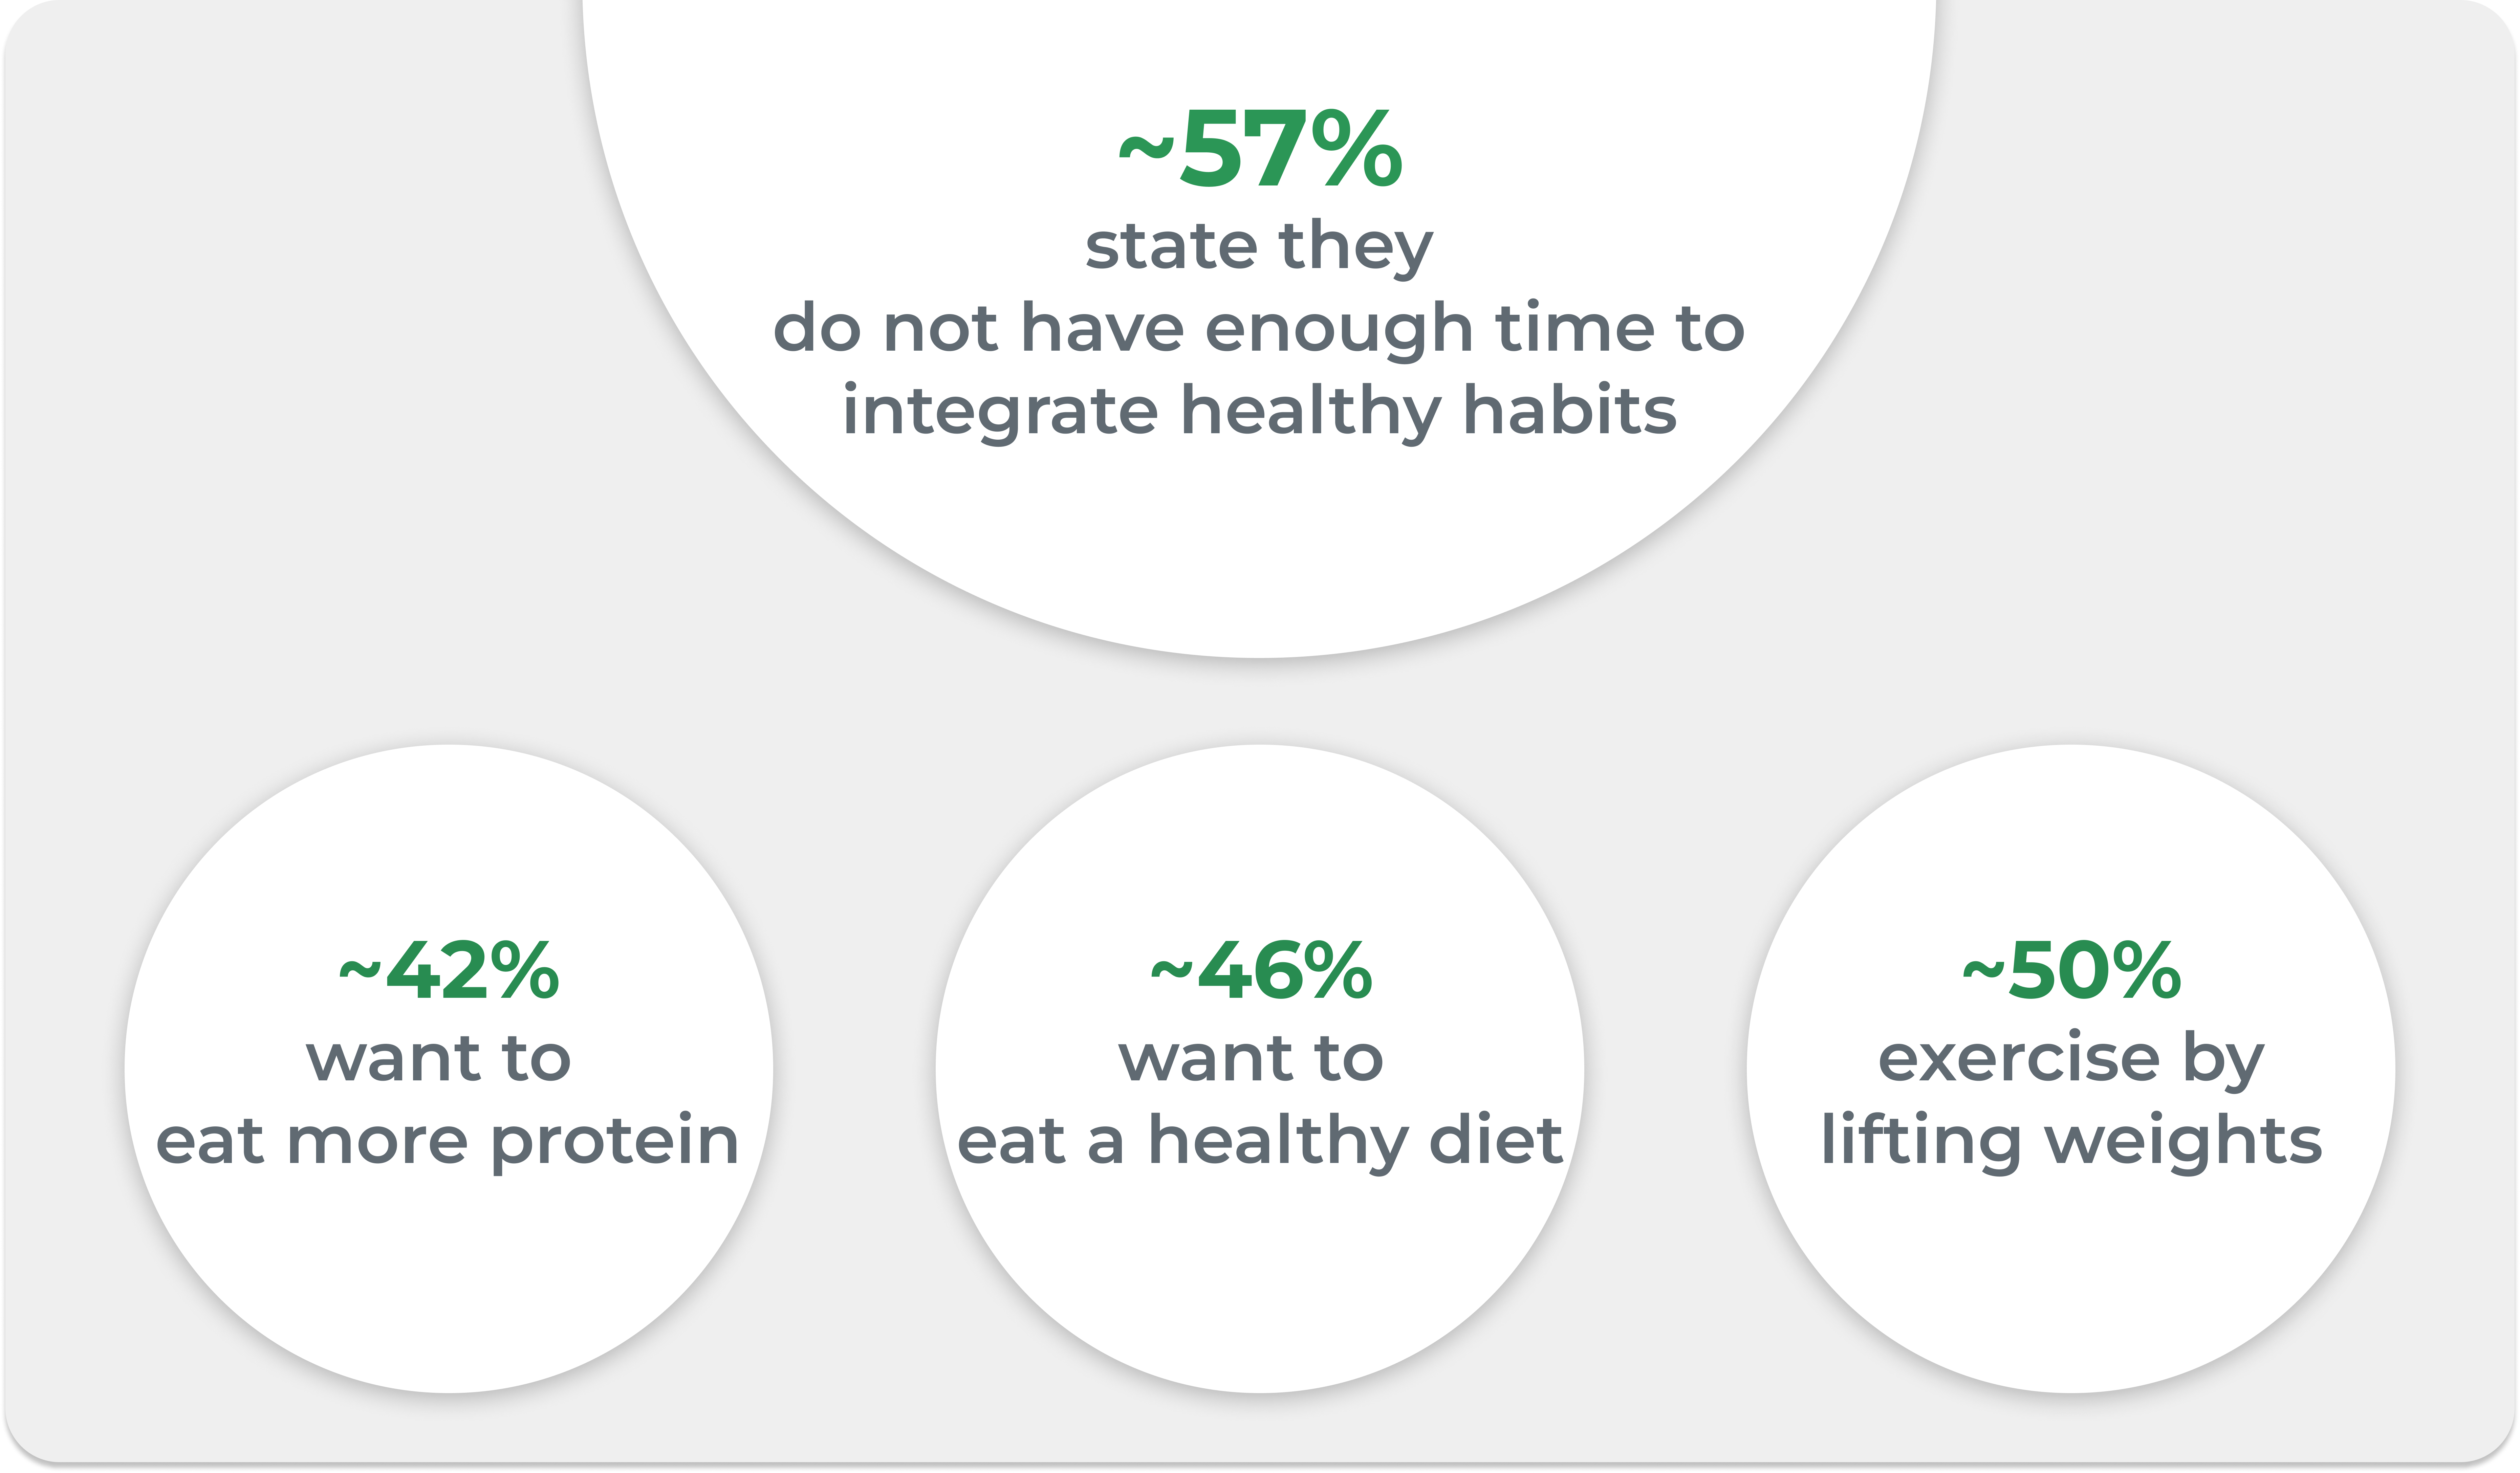 ~57%
state they
do not have enough time to
integrate healthy habits
~42%
want to
eat more protein
~46%
want to
eat a healthy diet
~50%
exercise by
lifting weights